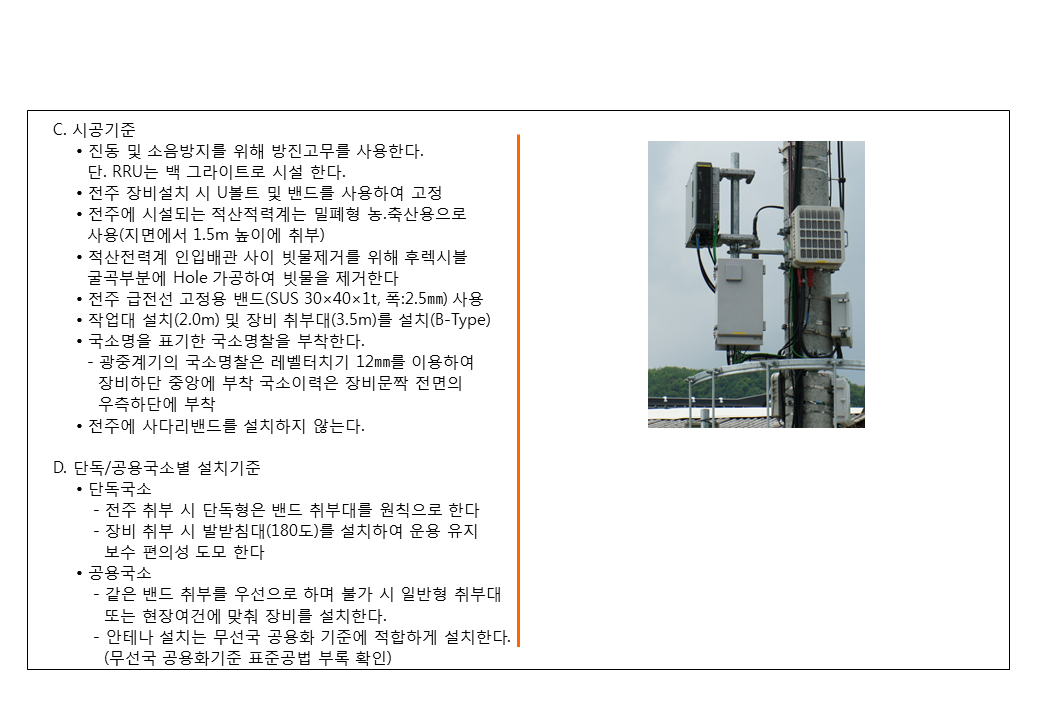 C. 시공기준
• 진동 및 소음방지를 위해 방진고무를 사용한다.
단. RRU는 백 그라이트로 시설 한다.
• 전주 장비설치 시 U볼트 및 밴드를 사용하여 고정
• 전주에 시설되는 적산적력계는 밀폐형 농.축산용으로
사용(지면에서 1.5m 높이에 취부)
• 적산전력계 인입배관 사이 빗물제거를 위해 후렉시블
굴곡부분에 Hole 가공하여 빗물을 제거한다
• 전주 급전선 고정용 밴드(SUS 30×40×1t, 폭:2.5㎜) 사용
• 작업대 설치(2.0m) 및 장비 취부대(3.5m)를 설치(B-Type)
• 국소명을 표기한 국소명찰을 부착한다.
- 광중계기의 국소명찰은 레벨터치기 12㎜를 이용하여
장비하단 중앙에 부착 국소이력은 장비문짝 전면의
우측하단에 부착
• 전주에 사다리밴드를 설치하지 않는다.
D. 단독/공용국소별 설치기준
• 단독국소
- 전주 취부 시 단독형은 밴드 취부대를 원칙으로 한다
- 장비 취부 시 발받침대(180도)를 설치하여 운용 유지
보수 편의성 도모 한다
• 공용국소
- 같은 밴드 취부를 우선으로 하며 불가 시 일반형 취부대
또는 현장여건에 맞춰 장비를 설치한다.
- 안테나 설치는 무선국 공용화 기준에 적합하게 설치한다.
(무선국 공용화기준 표준공법 부록 확인)